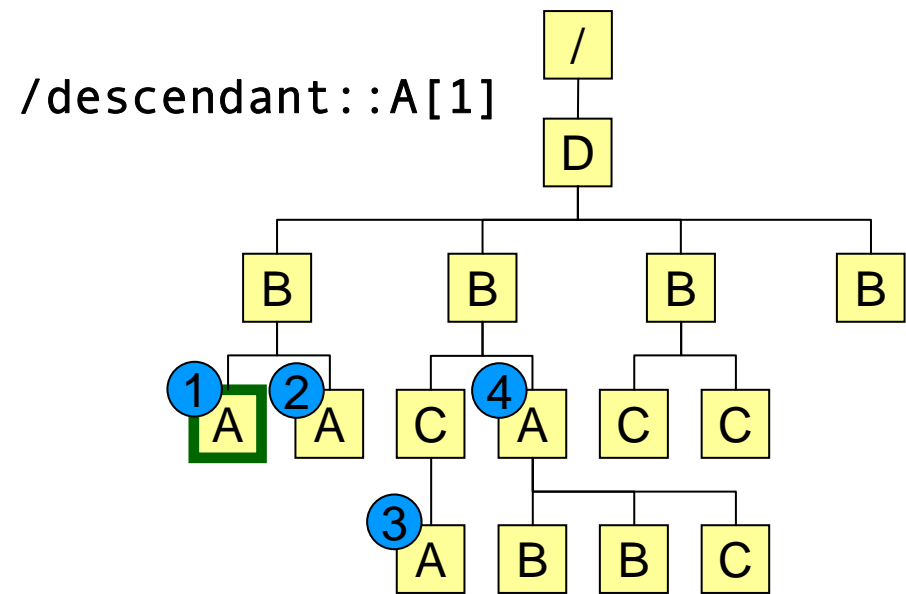 /
/descendant::A[1]
D
B B B B
1 2 4
A A C A C C
3
A B B C